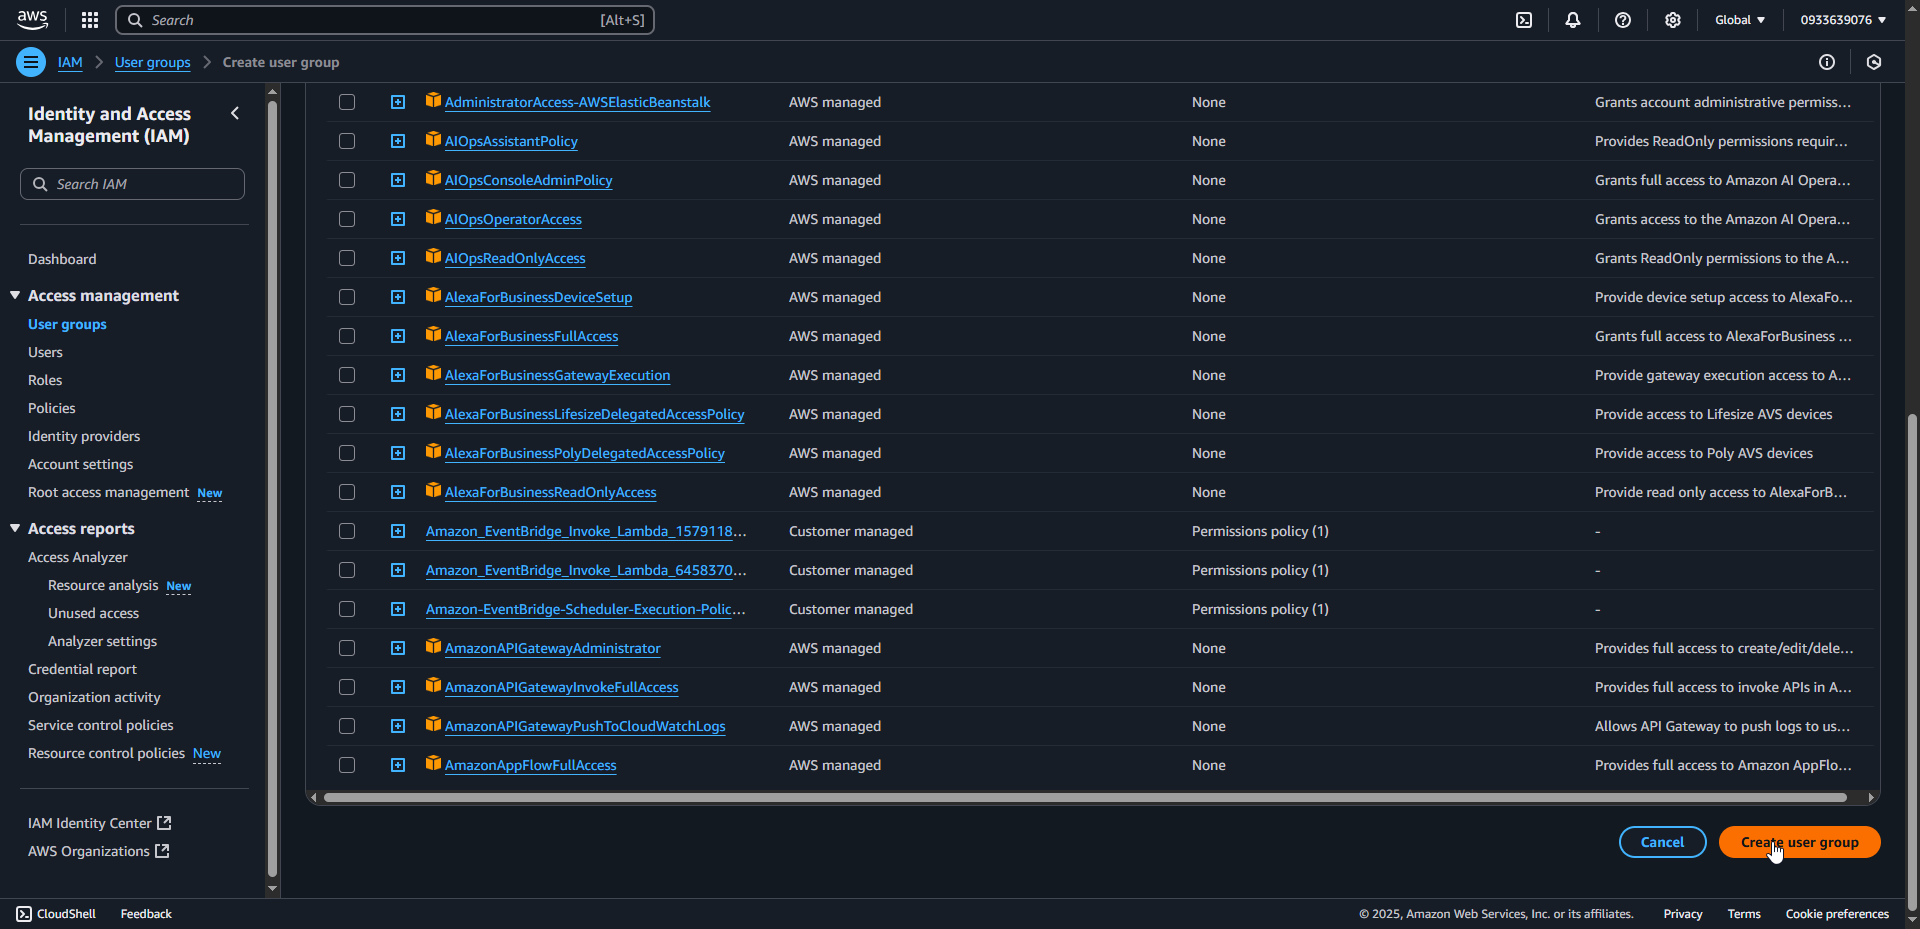 aws
Search [Alt+S]
Global
0933639076
IAM
User groups
Create user group
Identity and Access Management (IAM)
Search IAM
Dashboard
Access management
User groups
Users
Roles
Policies
Identity providers
Account settings
Root access management New
Access reports
Access Analyzer
Resource analysis New
Unused access
Analyzer settings
Credential report
Organization activity
Service control policies
Resource control policies New
IAM Identity Center
AWS Organizations
AdministratorAccess-AWSElasticBeanstalk AWS managed None Grants account administrative permiss...
AIOpsAssistantPolicy AWS managed None Provides ReadOnly permissions requir...
AIOpsConsoleAdminPolicy AWS managed None Grants full access to Amazon AI Opera...
AIOpsOperatorAccess AWS managed None Grants access to the Amazon AI Opera...
AIOpsReadOnlyAccess AWS managed None Grants ReadOnly permissions to the A...
AlexaForBusinessDeviceSetup AWS managed None Provide device setup access to AlexaFo...
AlexaForBusinessFullAccess AWS managed None Grants full access to AlexaForBusiness ...
AlexaForBusinessGatewayExecution AWS managed None Provide gateway execution access to A...
AlexaForBusinessLifesizeDelegatedAccessPolicy AWS managed None Provide access to Lifesize AVS devices
AlexaForBusinessPolyDelegatedAccessPolicy AWS managed None Provide access to Poly AVS devices
AlexaForBusinessReadOnlyAccess AWS managed None Provide read only access to AlexaForB...
Amazon_EventBridge_Invoke_Lambda_1579118... Customer managed Permissions policy (1) -
Amazon_EventBridge_Invoke_Lambda_6458370... Customer managed Permissions policy (1) -
Amazon-EventBridge-Scheduler-Execution-Polic... Customer managed Permissions policy (1) -
AmazonAPIGatewayAdministrator AWS managed None Provides full access to create/edit/dele...
AmazonAPIGatewayInvokeFullAccess AWS managed None Provides full access to invoke APIs in A...
AmazonAPIGatewayPushToCloudWatchLogs AWS managed None Allows API Gateway to push logs to us...
AmazonAppFlowFullAccess AWS managed None Provides full access to Amazon AppFlo...
Cancel
Create user group
CloudShell
Feedback
© 2025, Amazon Web Services, Inc. or its affiliates.
Privacy
Terms
Cookie preferences